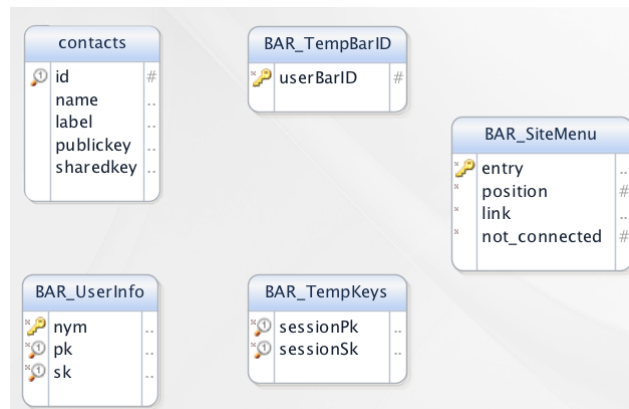 contacts
id #
name ..
label ..
publickey ..
sharedkey ..
BAR_TempBarID
userBarID #
BAR_SiteMenu
entry ..
position #
link ..
not_connected #
BAR_UserInfo
nym ..
pk ..
sk ..
BAR_TempKeys
sessionPk ..
sessionSk ..